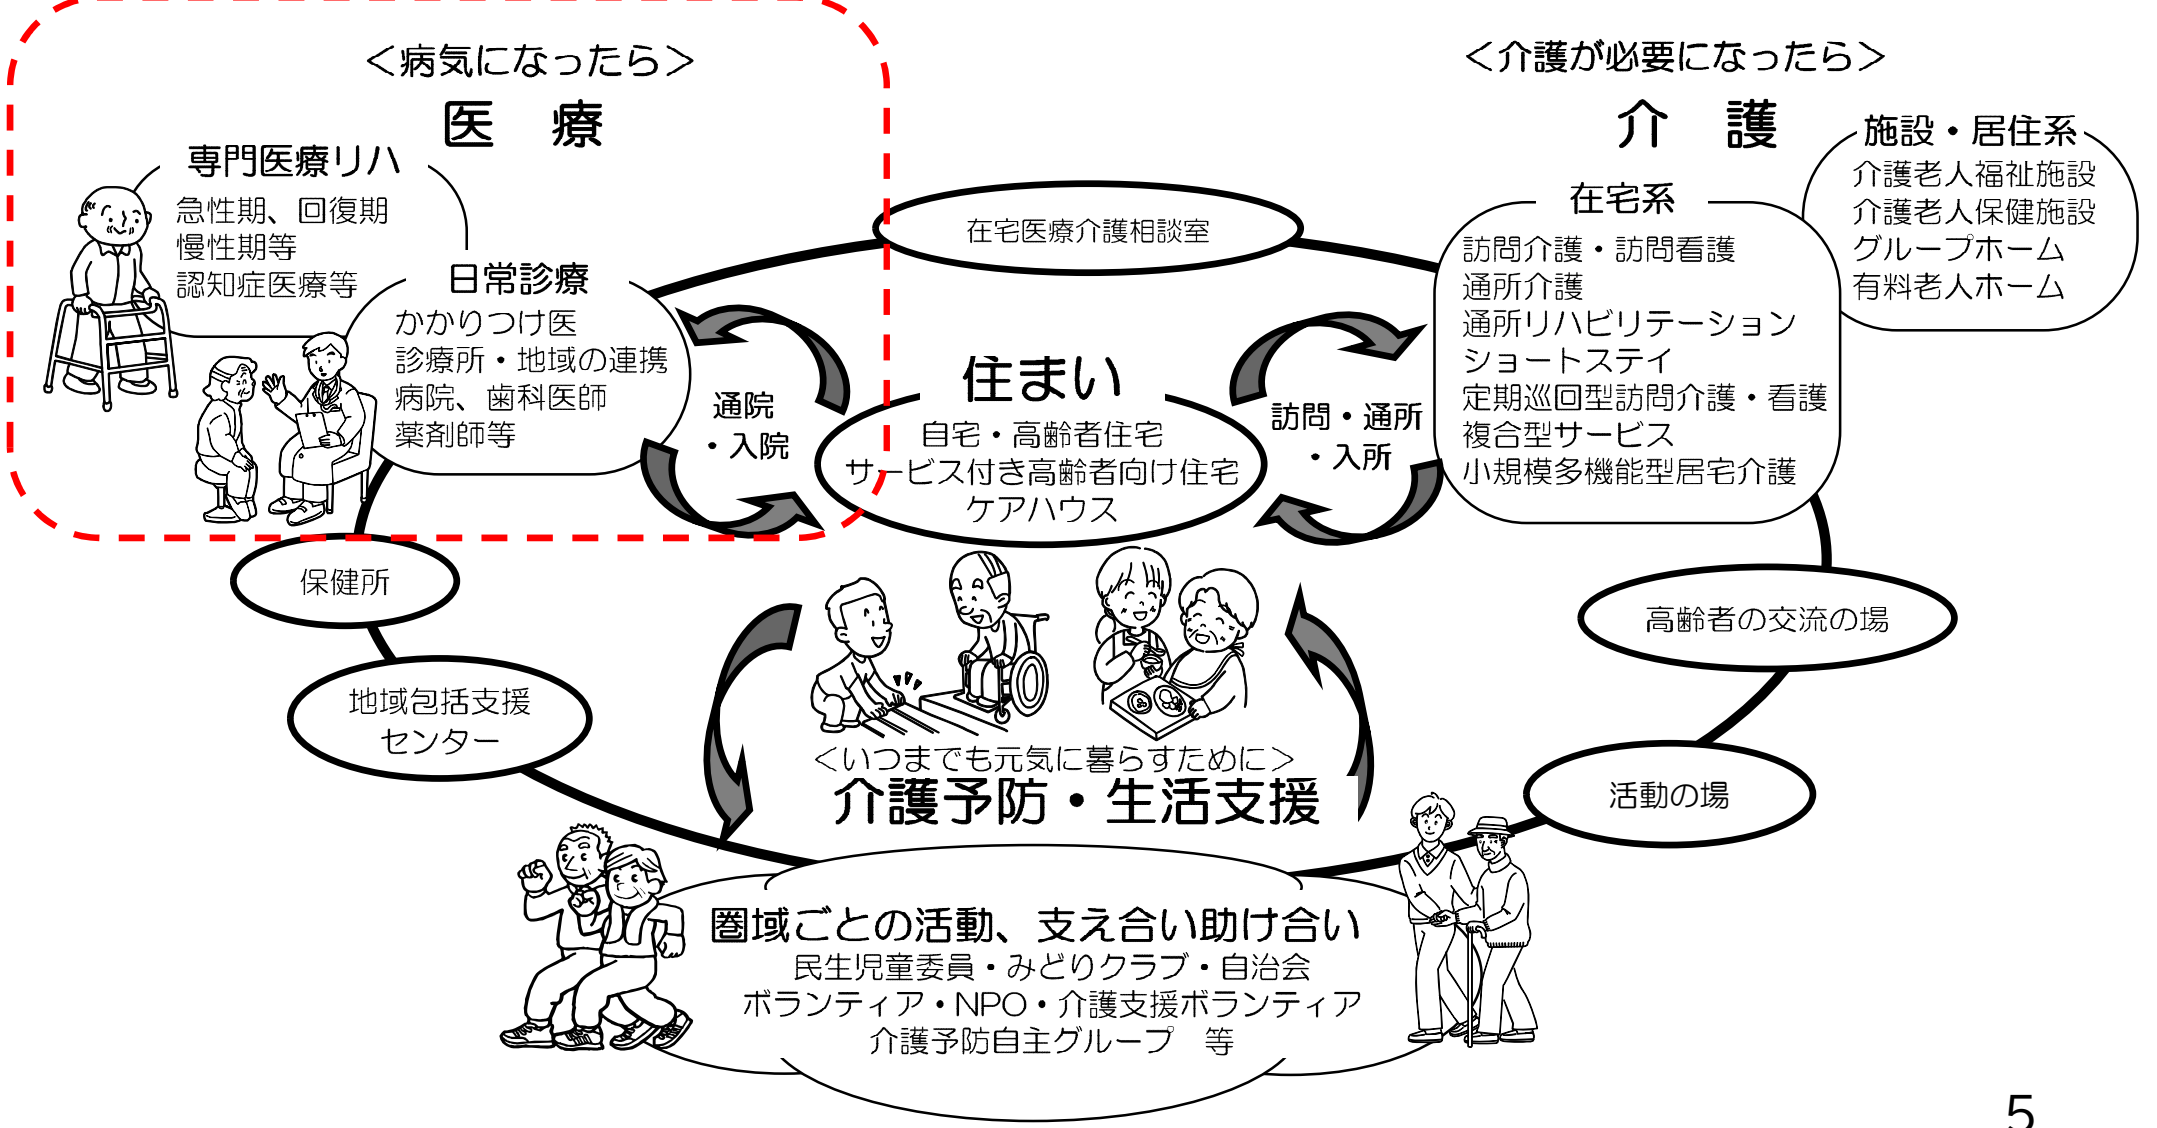 ＜病気になったら＞
医　療
専門医療リハ
急性期、回復期
慢性期等
認知症医療等
日常診療
かかりつけ医
診療所・地域の連携
病院、歯科医師
薬剤師等
通院
・入院
在宅医療介護相談室
住まい
自宅・高齢者住宅
サービス付き高齢者向け住宅
ケアハウス
＜介護が必要になったら＞
介　護
施設・居住系
介護老人福祉施設
介護老人保健施設
グループホーム
有料老人ホーム
在宅系
訪問介護・訪問看護
通所介護
通所リハビリテーション
ショートステイ
定期巡回型訪問介護・看護
複合型サービス
小規模多機能型居宅介護
訪問・通所
・入所
保健所
地域包括支援
センター
高齢者の交流の場
活動の場
＜いつまでも元気に暮らすために＞
介護予防・生活支援
圏域ごとの活動、支え合い助け合い
民生児童委員・みどりクラブ・自治会
ボランティア・NPO・介護支援ボランティア
介護予防自主グループ　等
5